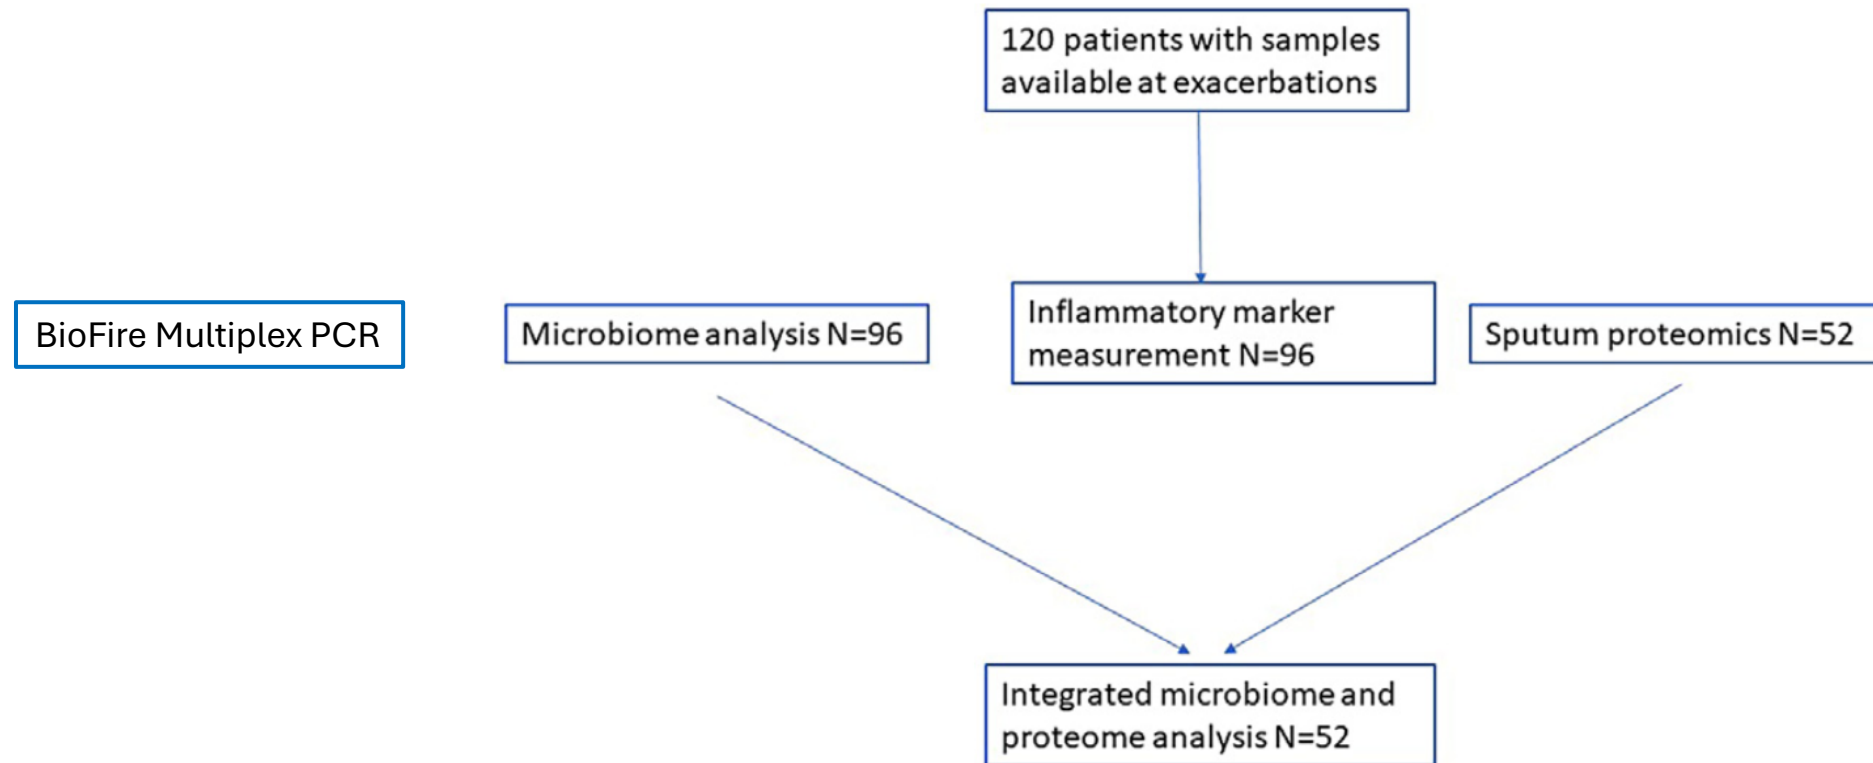 120 patients with samples
available at exacerbations
BioFire Multiplex PCR
Microbiome analysis N=96
Inflammatory marker
measurement N=96
Sputum proteomics N=52
Integrated microbiome and
proteome analysis N=52